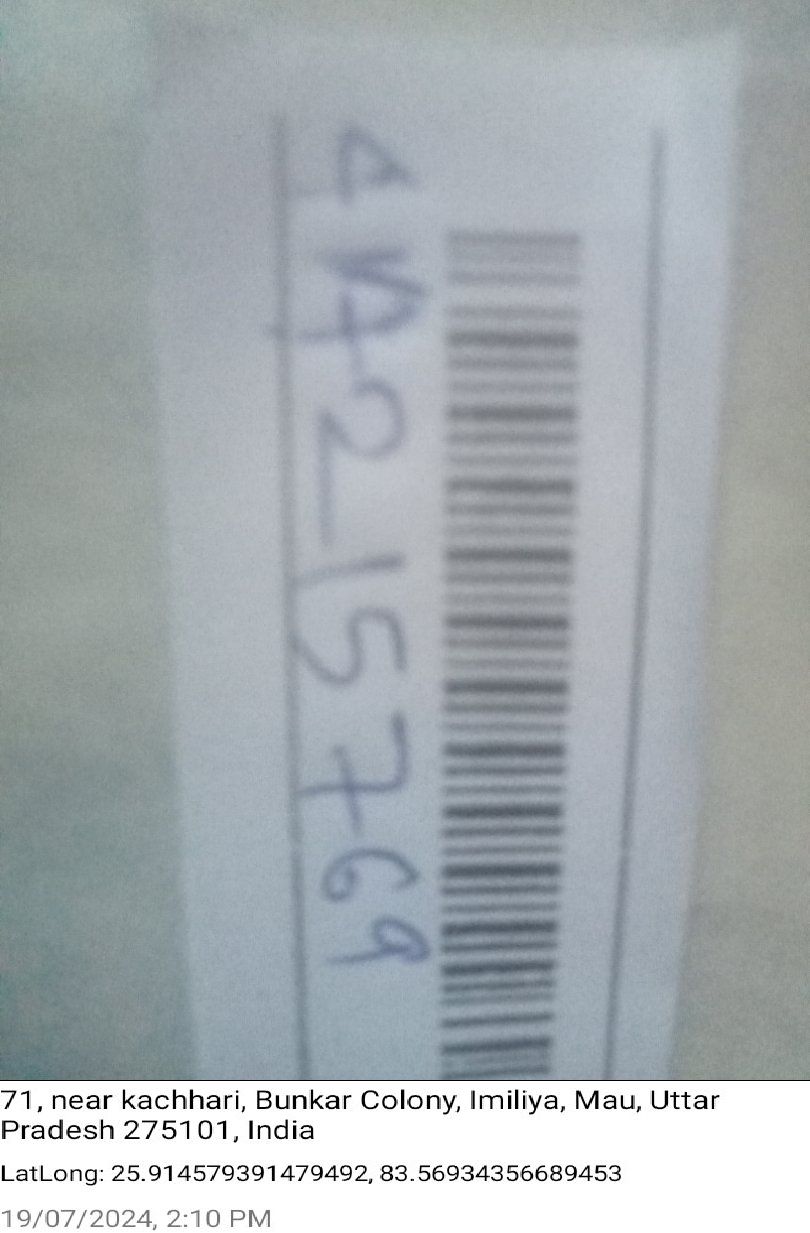 215769
71, near kachhari, Bunkar Colony, Imiliya, Mau, Uttar
Pradesh 275101, India
LatLong: 25.914579391479492, 83.56934356689453
19/07/2024, 2:10 PM